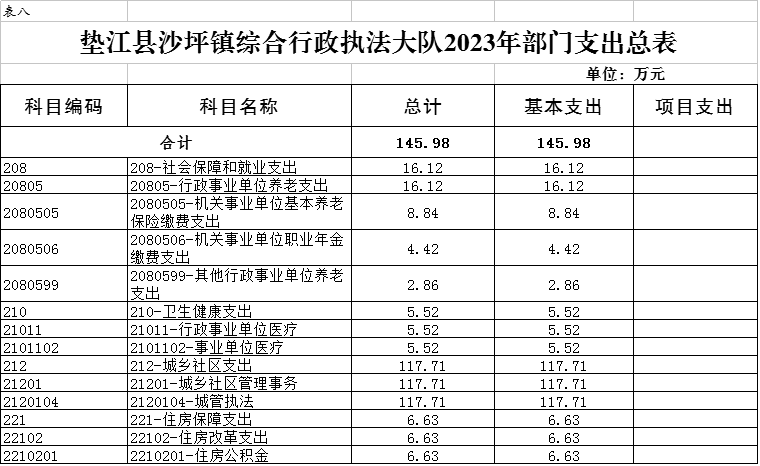 表八
垫江县沙坪镇综合行政执法大队2023年部门支出总表
单位：万元
科目编码 科目名称 总计 基本支出 项目支出
合计 145.98 145.98
208 208-社会保障和就业支出 16.12 16.12
20805 20805-行政事业单位养老支出 16.12 16.12
2080505 2080505-机关事业单位基本养老 8.84 8.84
保险缴费支出
2080506 2080506-机关事业单位职业年金 4.42 4.42
缴费支出
2080599 2080599-其他行政事业单位养老 2.86 2.86
支出
210 210-卫生健康支出 5.52 5.52
21011 21011-行政事业单位医疗 5.52 5.52
2101102 2101102-事业单位医疗 5.52 5.52
212 212-城乡社区支出 117.71 117.71
21201 21201-城乡社区管理事务 117.71 117.71
2120104 2120104-城管执法 117.71 117.71
221 221-住房保障支出 6.63 6.63
22102 22102-住房改革支出 6.63 6.63
2210201 2210201-住房公积金 6.63 6.63